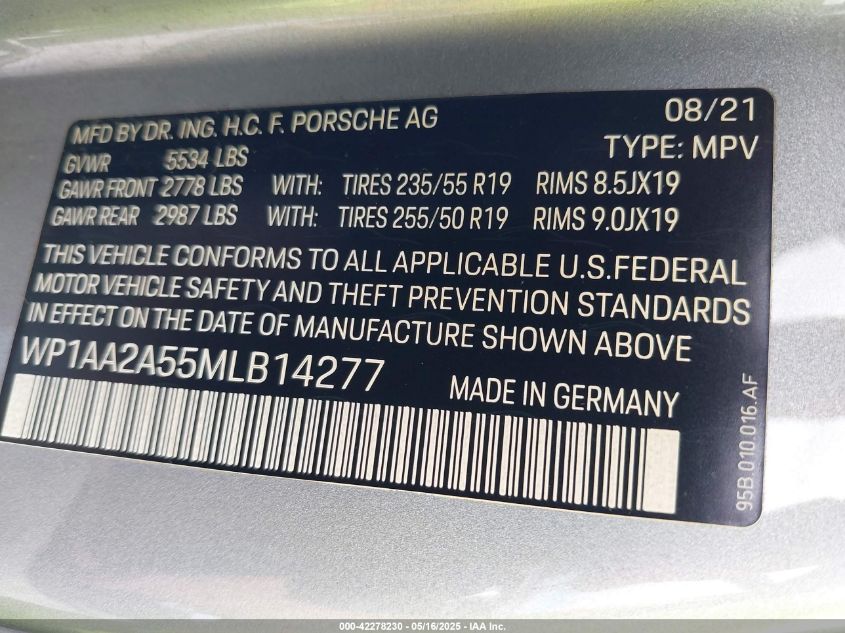 MFD BY DR. ING. H.C. F. PORSCHE AG 08/21
GVWR 5534 LBS TYPE: MPV
GAWR FRONT 2778 LBS WITH: TIRES 235/55 R19 RIMS 8.5JX19
GAWR REAR 2987 LBS WITH: TIRES 255/50 R19 RIMS 9.0JX19
THIS VEHICLE CONFORMS TO ALL APPLICABLE U.S.FEDERAL
MOTOR VEHICLE SAFETY AND THEFT PREVENTION STANDARDS
IN EFFECT ON THE DATE OF MANUFACTURE SHOWN ABOVE
WP1AA2A55MLB14277
MADE IN GERMANY
95B.010.016.AF
000-42278230 - 05/16/2025 - IAA Inc.